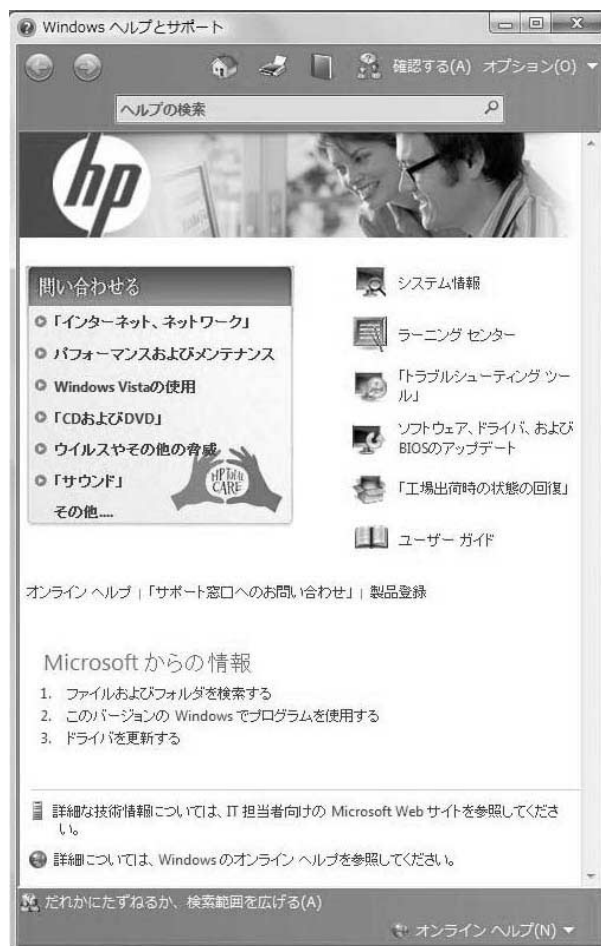 Windows ヘルプとサポート
確認する(A) オプション(O)
ヘルプの検索
hp
問い合わせる
「インターネット、ネットワーク」
パフォーマンスおよびメンテナンス
Windows Vistaの使用
「CDおよびDVD」
ウイルスやその他の脅威
「サウンド」
その他....
HP Total
CARE
システム情報
ラーニング センター
「トラブルシューティング ツー
ル」
ソフトウェア、ドライバ、および
BIOSのアップデート
「工場出荷時の状態の回復」
ユーザー ガイド
オンライン ヘルプ | 「サポート窓口へのお問い合わせ」 | 製品登録
Microsoft からの情報
1. ファイルおよびフォルダを検索する
2. このバージョンの Windows でプログラムを使用する
3. ドライバを更新する
詳細な技術情報については、IT 担当者向けの Microsoft Web サイトを参照してくださ
い。
詳細については、Windows のオンライン ヘルプを参照してください。
だれかにたずねるか、検索範囲を広げる(A)
オンライン ヘルプ(N)